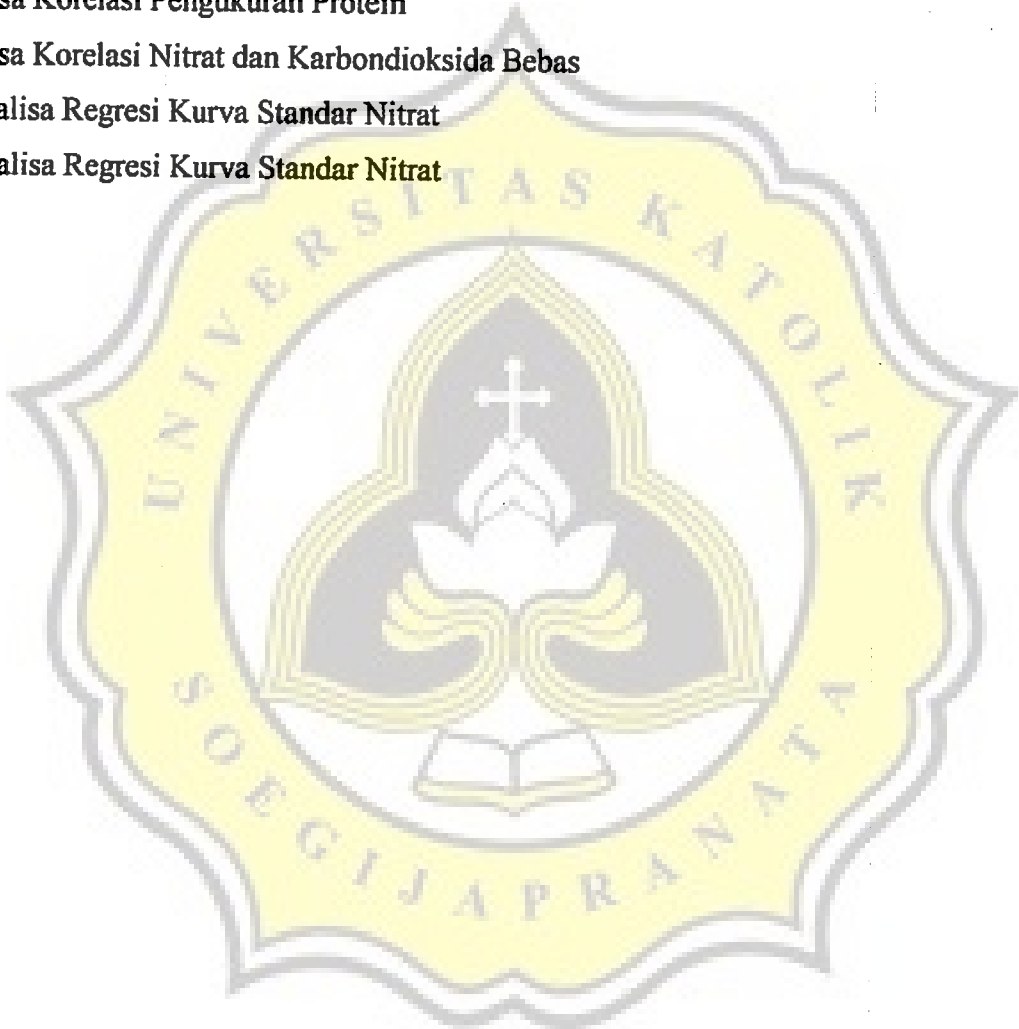 sa Korelasi Pengukuran Protein
sa Korelasi Nitrat dan Karbondioksida Bebas
alisa Regresi Kurva Standar Nitrat
alisa Regresi Kurva Standar Nitrat
UNIVERSITAS KATOLIK
SOEGIJAPRANATA